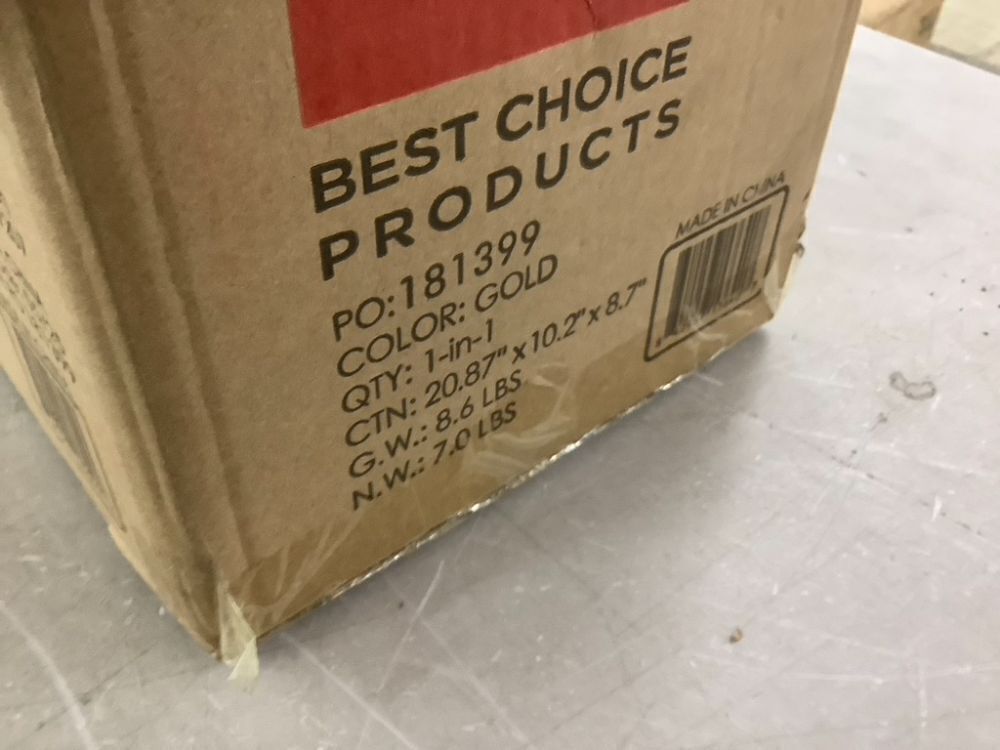 BEST CHOICE
PRODUCTS
PO:181399
COLOR: GOLD
QTY: 1-in-1
CTN: 20.87" x 10.2" x 8.7"
G.W.: 8.6 LBS
N.W.: 7.0 LBS
MADE IN CHINA